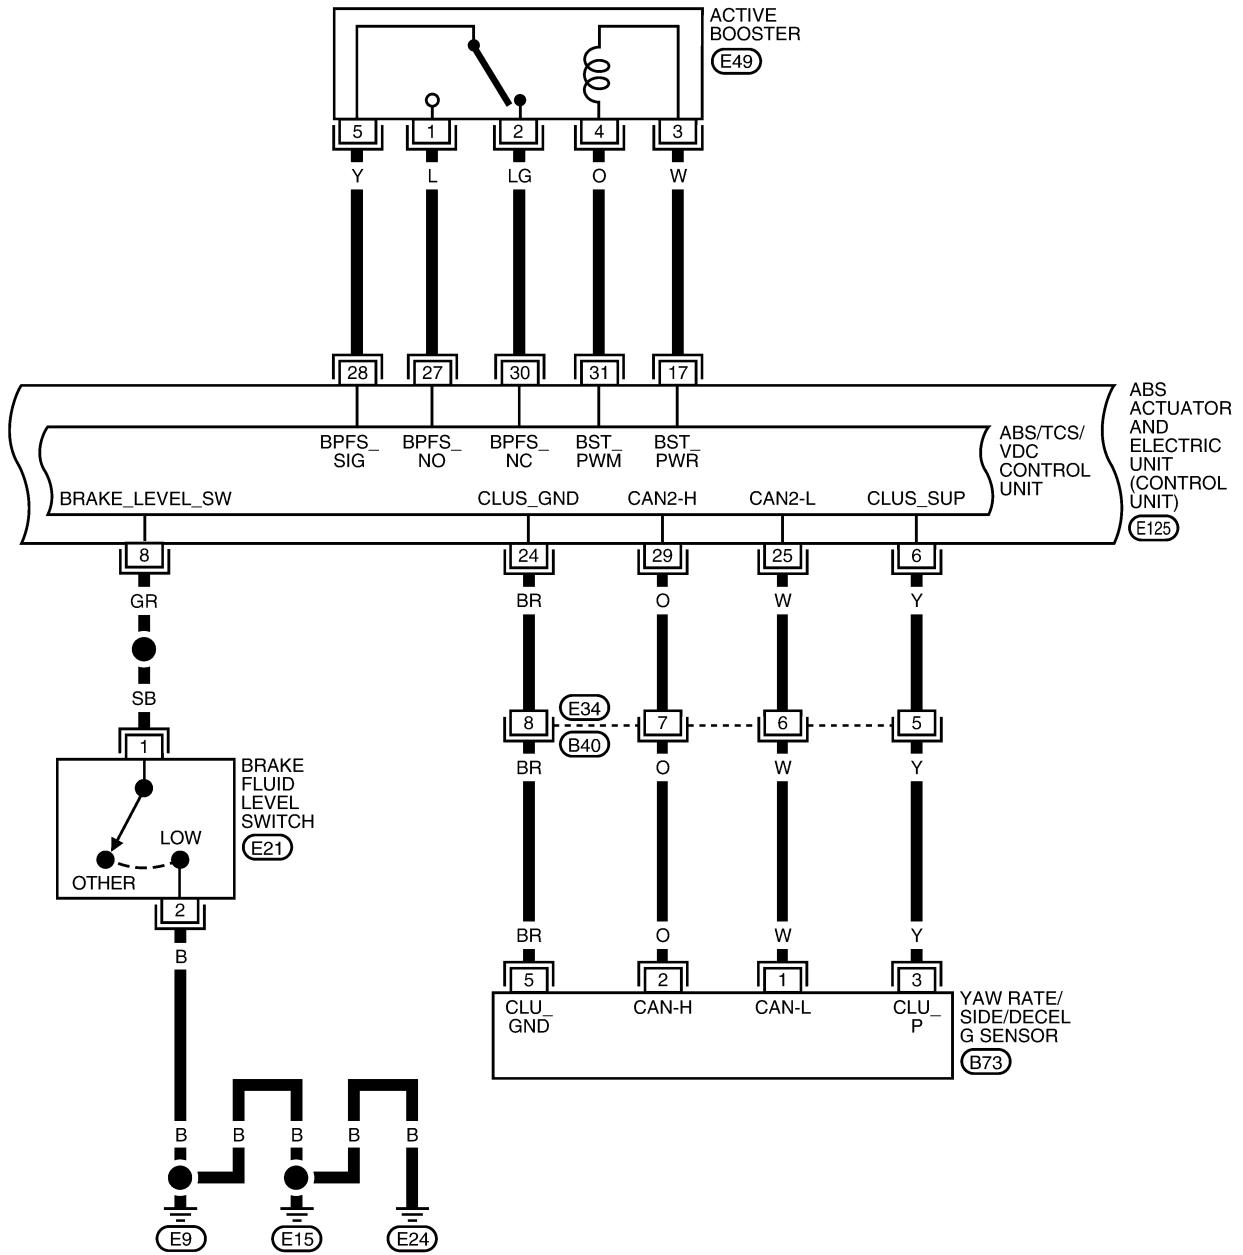 ACTIVE
BOOSTER
E49
5 1 2 4 3
Y L LG O W
28 27 30 31 17
BPFS_
SIG
BPFS_
NO
BPFS_
NC
BST_
PWM
BST_
PWR
ABS/TCS/
VDC
CONTROL
UNIT
ABS
ACTUATOR
AND
ELECTRIC
UNIT
(CONTROL
UNIT)
E125
BRAKE_LEVEL_SW CLUS_GND CAN2-H CAN2-L CLUS_SUP
8 24 29 25 6
GR BR O W Y
SB
1
BRAKE
FLUID
LEVEL
SWITCH
E21
LOW
OTHER
2
B
E34
8 7 6 5
B40
BR O W Y
BR O W Y
5 2 1 3
CLU_
GND
CAN-H
CAN-L
CLU_
P
YAW RATE/
SIDE/DECEL
G SENSOR
B73
B B B B B
E9 E15 E24